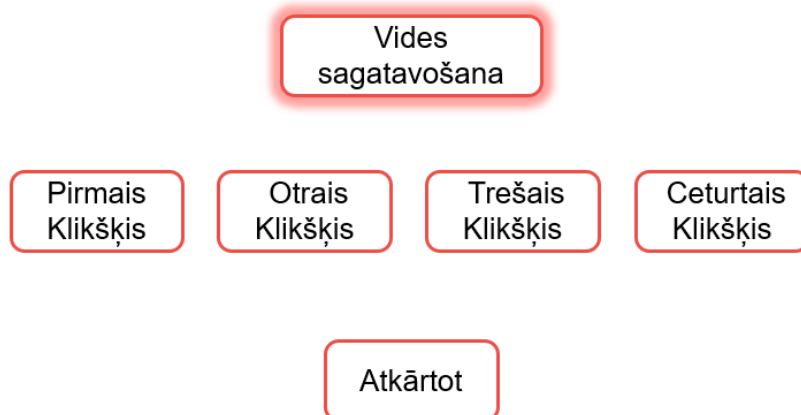 Vides
sagatavošana
Pirmais
Klikšķis
Otrais
Klikšķis
Trešais
Klikšķis
Ceturtais
Klikšķis
Atkārtot